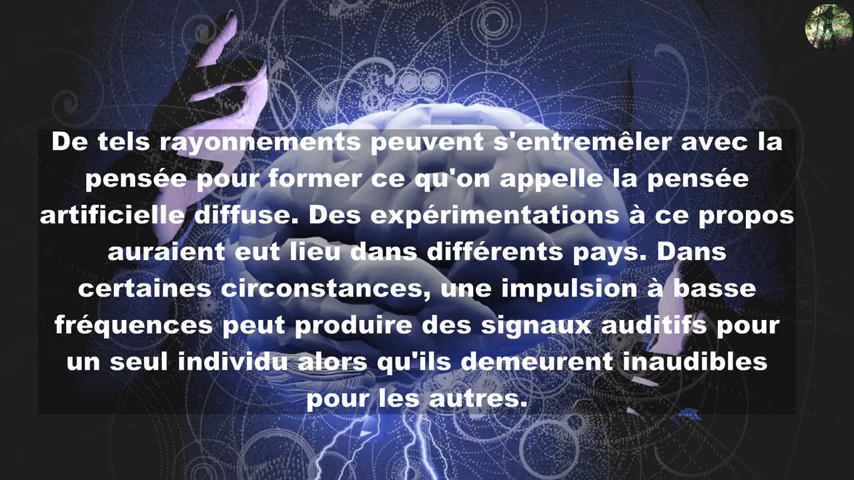 De tels rayonnements peuvent s'entremêler avec la
pensée pour former ce qu'on appelle la pensée
artificielle diffuse. Des expérimentations à ce propos
auraient eut lieu dans différents pays. Dans
certaines circonstances, une impulsion à basse
fréquences peut produire des signaux auditifs pour
un seul individu alors qu'ils demeurent inaudibles
pour les autres.